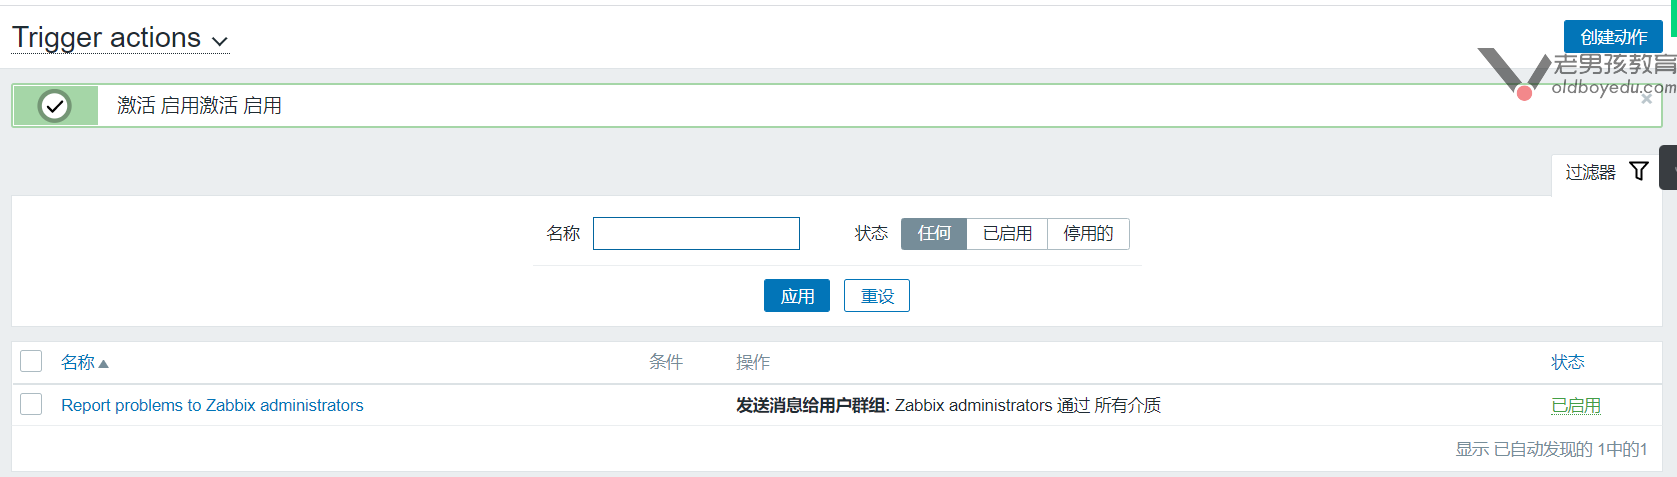 Trigger actions
创建动作
老男孩教育
oldboyedu.com
激活 启用激活 启用
过滤器
名称
状态 任何 已启用 停用的
应用 重设
名称 条件 操作 状态
Report problems to Zabbix administrators 发送消息给用户群组: Zabbix administrators 通过 所有介质 已启用
显示 已自动发现的 1中的1